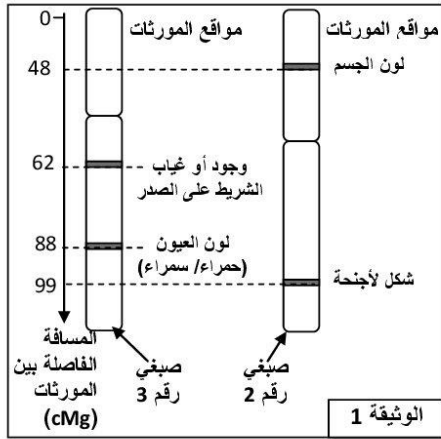 مواقع المورثات
مواقع المورثات
0
48
62
88
99
لون الجسم
وجود أو غياب
الشريط على الصدر
لون العيون
(حمراء/ سمراء)
شكل لأجنحة
المسافة
الفاصلة بين
المورثات
(cMg)
صبغي
رقم 3
صبغي
رقم 2
الوثيقة 1